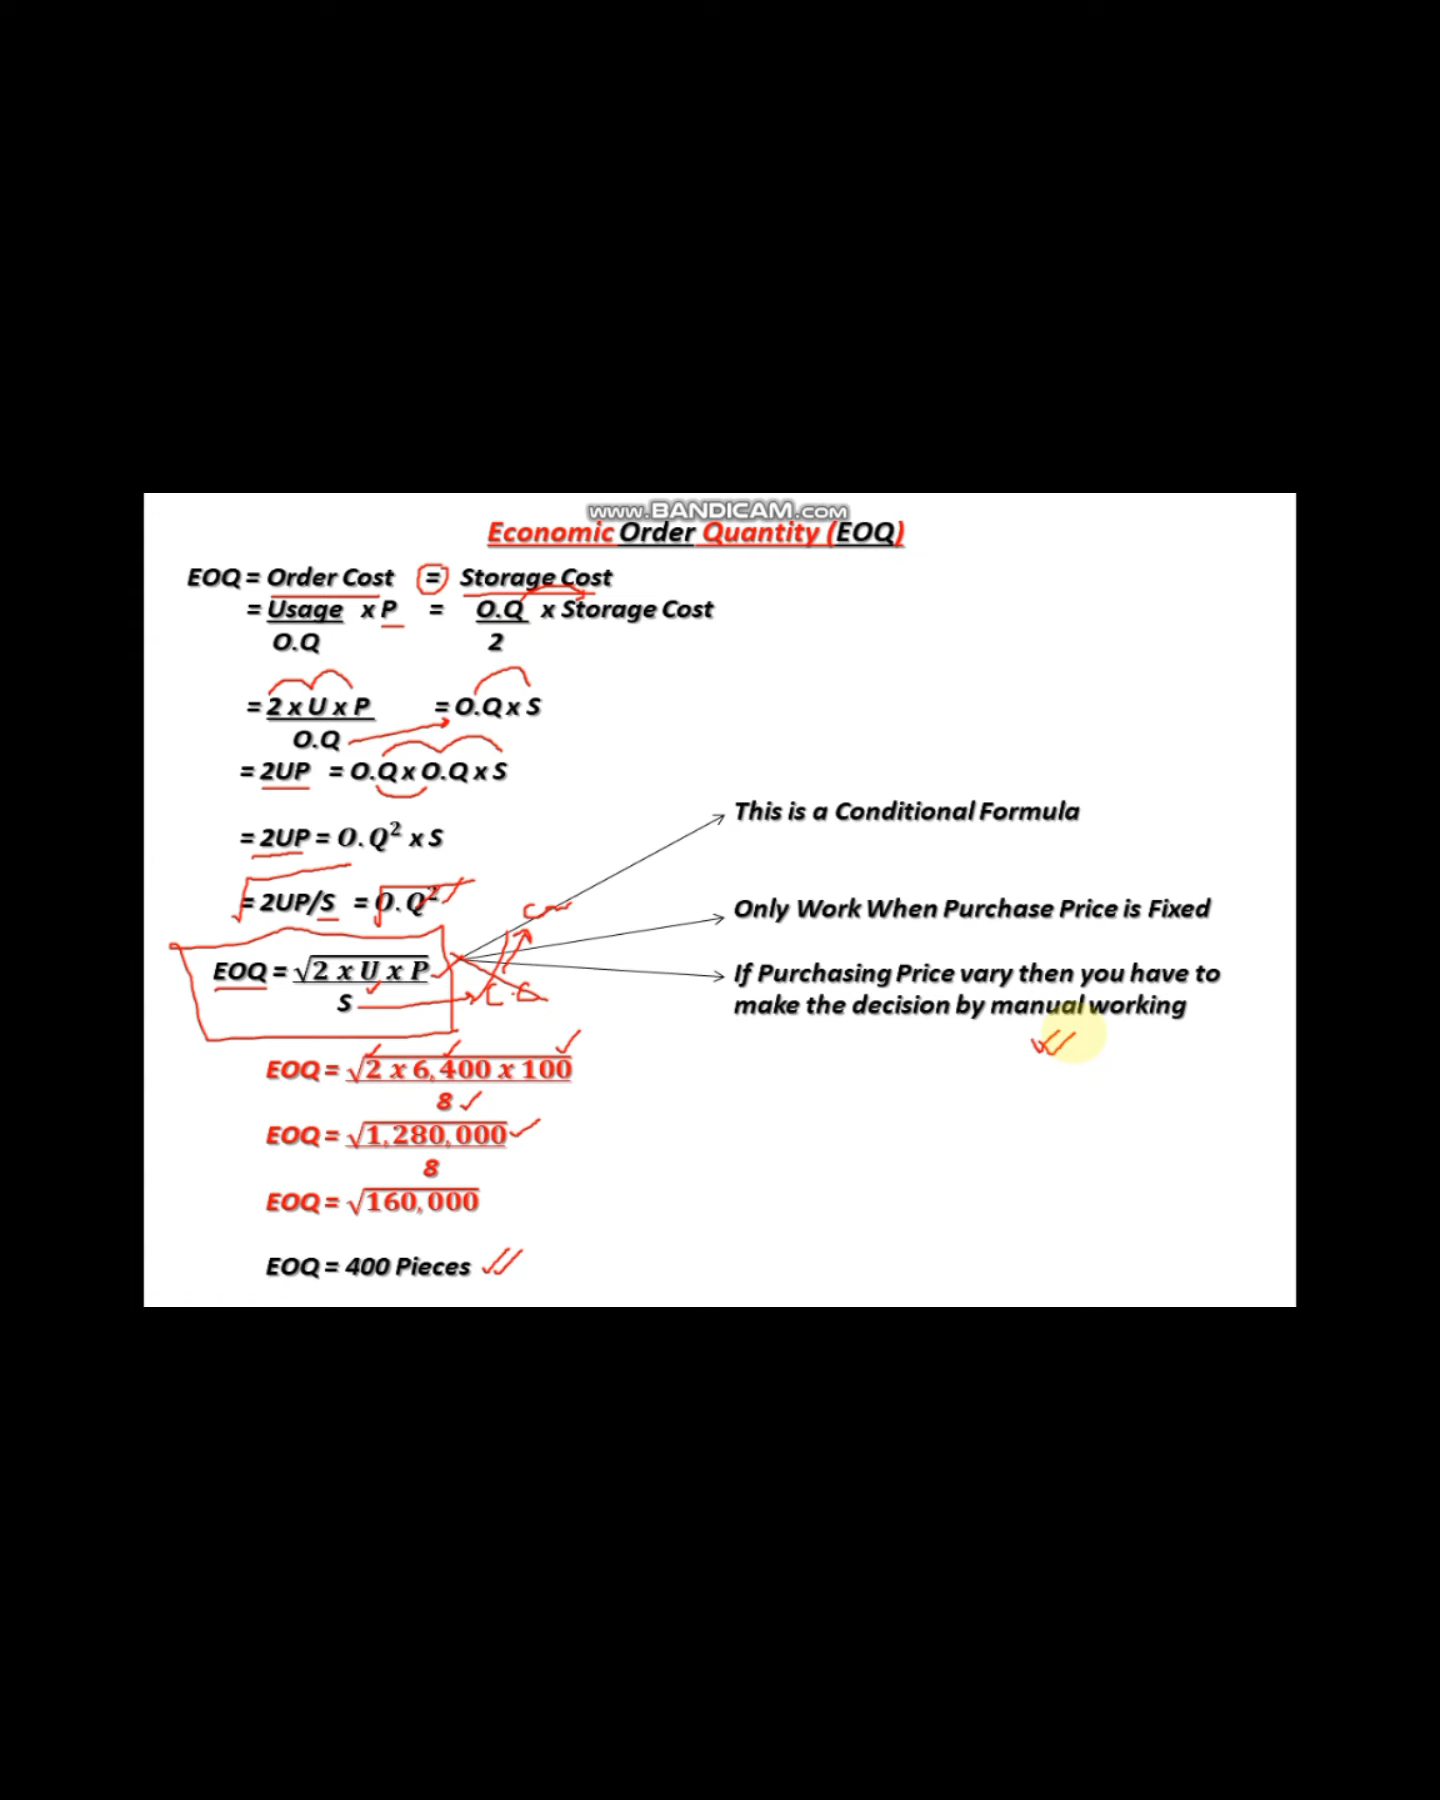 www.BANDICAM.com
Economic Order Quantity (EOQ)
EOQ = Order Cost = Storage Cost
= Usage x P = O.Q x Storage Cost
O.Q 2
= 2 x U x P = O.Q x S
O.Q
= 2UP = O.Q x O.Q x S
= 2UP = O.Q² x S
= 2UP/S = O.Q²
EOQ = √2 x U x P
S
This is a Conditional Formula
Only Work When Purchase Price is Fixed
If Purchasing Price vary then you have to
make the decision by manual working
EOQ = √2 x 6,400 x 100
8
EOQ = √1,280,000
8
EOQ = √160,000
EOQ = 400 Pieces